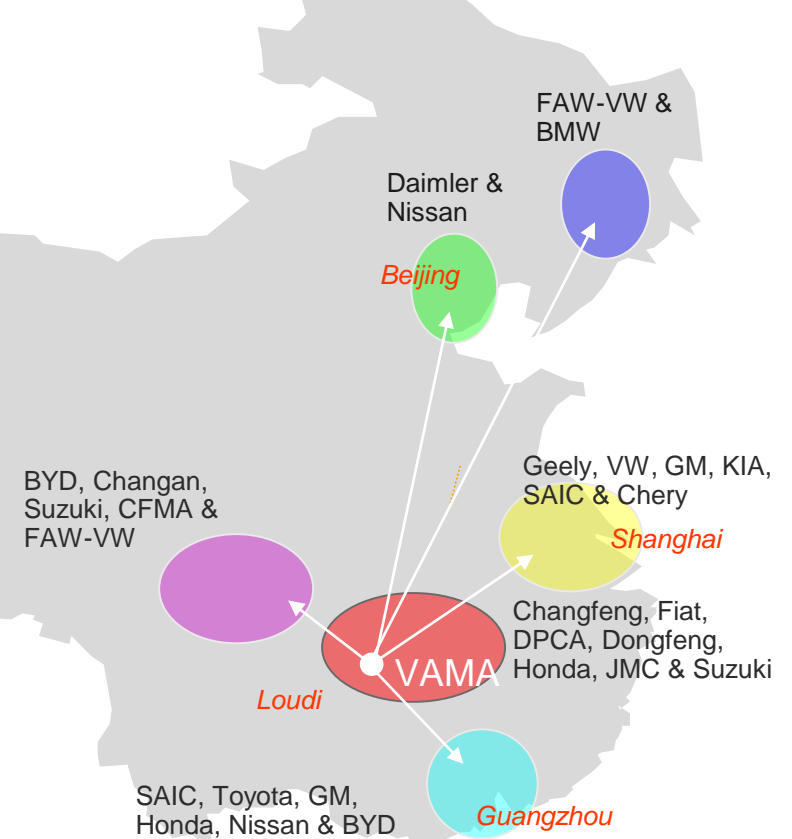 FAW-VW &
BMW
Daimler &
Nissan
Beijing
BYD, Changan,
Suzuki, CFMA &
FAW-VW
Geely, VW, GM, KIA,
SAIC & Chery
Shanghai
Changfeng, Fiat,
DPCA, Dongfeng,
Honda, JMC & Suzuki
VAMA
Loudi
SAIC, Toyota, GM,
Honda, Nissan & BYD
Guangzhou